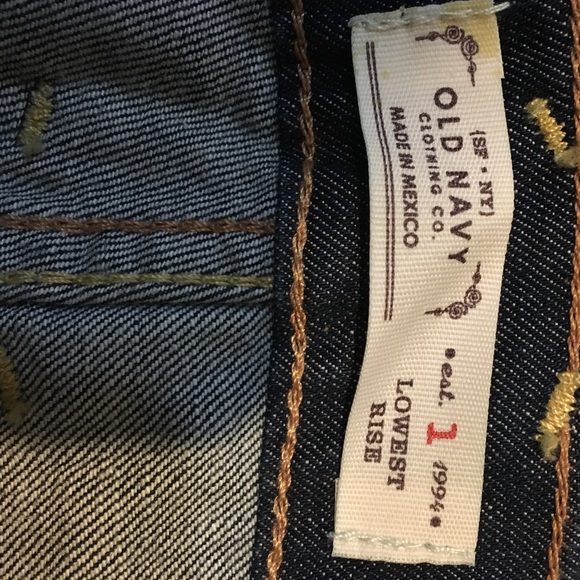 {SF • NY}
OLD NAVY
CLOTHING CO.
MADE IN MEXICO
•est. 1 1994•
LOWEST
RISE